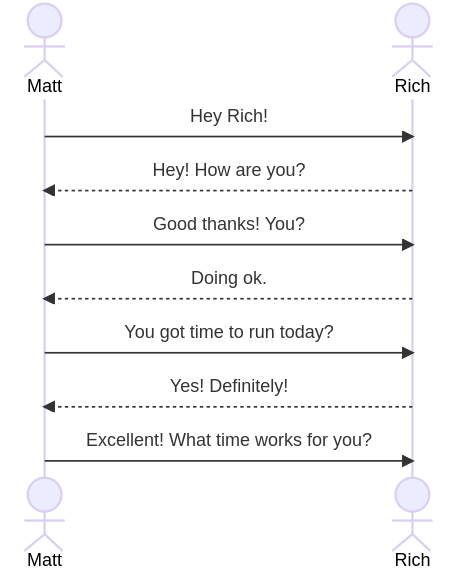 Matt
Rich
Hey Rich!
Hey! How are you?
Good thanks! You?
Doing ok.
You got time to run today?
Yes! Definitely!
Excellent! What time works for you?
Matt
Rich